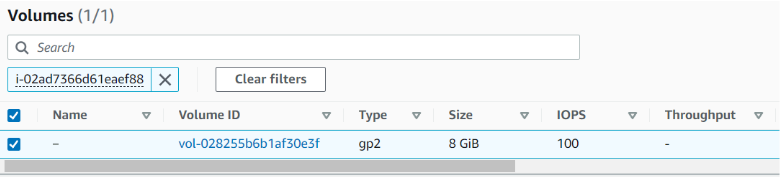 Volumes (1/1)
Search
i-02ad7366d61eaef88 Clear filters
Name Volume ID Type Size IOPS Throughput
– vol-028255b6b1af30e3f gp2 8 GiB 100 -